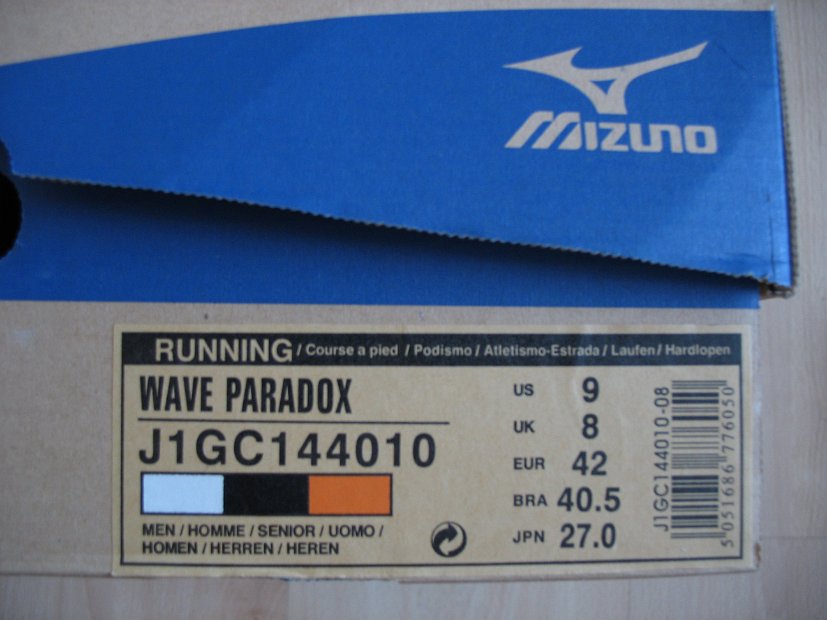 MIZUNO
RUNNING / Course a pied / Podismo / Atletismo-Estrada / Laufen / Hardlopen
WAVE PARADOX
J1GC144010
MEN / HOMME / SENIOR / UOMO /
HOMEN / HERREN / HEREN
US 9
UK 8
EUR 42
BRA 40.5
JPN 27.0
J1GC144010-08
5 051686 776050